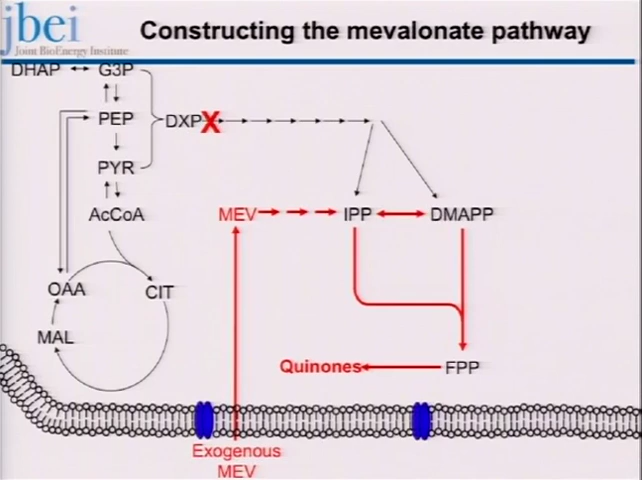 jbei
Joint BioEnergy Institute
Constructing the mevalonate pathway
DHAP G3P
PEP DXP X
PYR
AcCoA MEV IPP DMAPP
OAA CIT
MAL
Quinones FPP
Exogenous
MEV